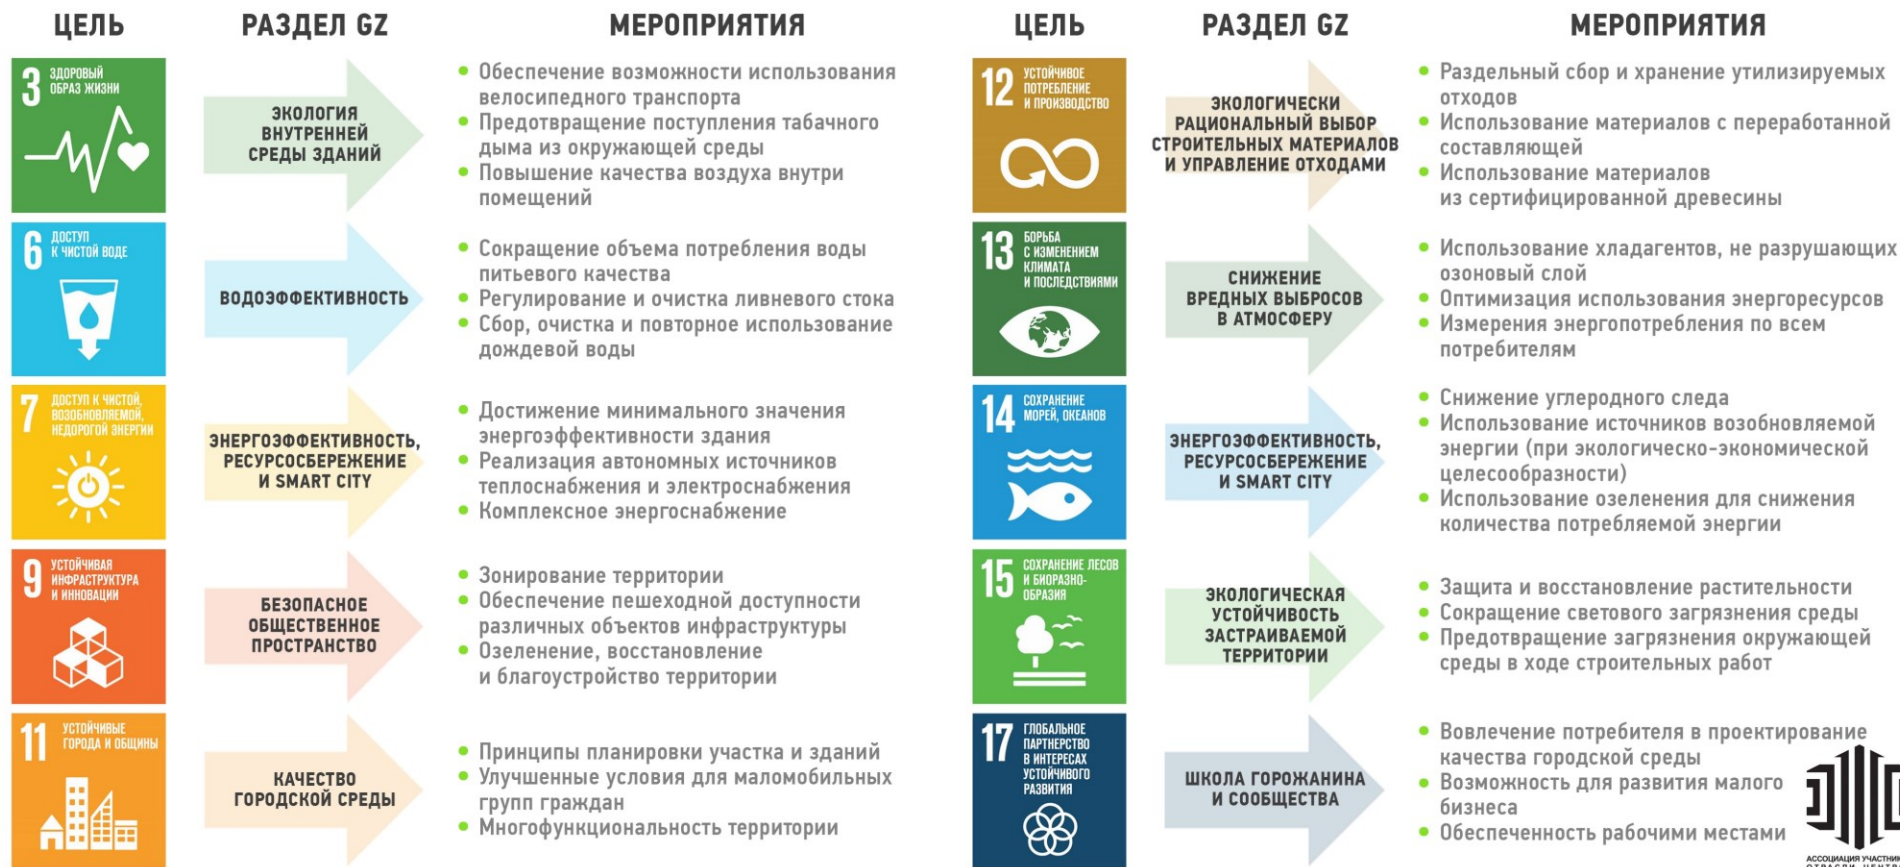 ЦЕЛЬ
РАЗДЕЛ GZ
МЕРОПРИЯТИЯ
3 ЗДОРОВЫЙ
ОБРАЗ ЖИЗНИ
ЭКОЛОГИЯ
ВНУТРЕННЕЙ
СРЕДЫ ЗДАНИЙ
Обеспечение возможности использования
велосипедного транспорта
Предотвращение поступления табачного
дыма из окружающей среды
Повышение качества воздуха внутри
помещений
6 ДОСТУП
К ЧИСТОЙ ВОДЕ
ВОДОЭФФЕКТИВНОСТЬ
Сокращение объема потребления воды
питьевого качества
Регулирование и очистка ливневого стока
Сбор, очистка и повторное использование
дождевой воды
7 ДОСТУП К ЧИСТОЙ,
ВОЗОБНОВЛЯЕМОЙ,
НЕДОРОГОЙ ЭНЕРГИИ
ЭНЕРГОЭФФЕКТИВНОСТЬ,
РЕСУРСОСБЕРЕЖЕНИЕ
И SMART CITY
Достижение минимального значения
энергоэффективности здания
Реализация автономных источников
теплоснабжения и электроснабжения
Комплексное энергоснабжение
9 УСТОЙЧИВАЯ
ИНФРАСТРУКТУРА
И ИННОВАЦИИ
БЕЗОПАСНОЕ
ОБЩЕСТВЕННОЕ
ПРОСТРАНСТВО
Зонирование территории
Обеспечение пешеходной доступности
различных объектов инфраструктуры
Озеленение, восстановление
и благоустройство территории
11 УСТОЙЧИВЫЕ
ГОРОДА И ОБЩИНЫ
КАЧЕСТВО
ГОРОДСКОЙ СРЕДЫ
Принципы планировки участка и зданий
Улучшенные условия для маломобильных
групп граждан
Многофункциональность территории
ЦЕЛЬ
РАЗДЕЛ GZ
МЕРОПРИЯТИЯ
12 УСТОЙЧИВОЕ
ПОТРЕБЛЕНИЕ
И ПРОИЗВОДСТВО
ЭКОЛОГИЧЕСКИ
РАЦИОНАЛЬНЫЙ ВЫБОР
СТРОИТЕЛЬНЫХ МАТЕРИАЛОВ
И УПРАВЛЕНИЕ ОТХОДАМИ
Раздельный сбор и хранение утилизируемых
отходов
Использование материалов с переработанной
составляющей
Использование материалов
из сертифицированной древесины
13 БОРЬБА
С ИЗМЕНЕНИЕМ
КЛИМАТА
И ПОСЛЕДСТВИЯМИ
СНИЖЕНИЕ
ВРЕДНЫХ ВЫБРОСОВ
В АТМОСФЕРУ
Использование хладагентов, не разрушающих
озоновый слой
Оптимизация использования энергоресурсов
Измерения энергопотребления по всем
потребителям
14 СОХРАНЕНИЕ
МОРЕЙ, ОКЕАНОВ
ЭНЕРГОЭФФЕКТИВНОСТЬ,
РЕСУРСОСБЕРЕЖЕНИЕ
И SMART CITY
Снижение углеродного следа
Использование источников возобновляемой
энергии (при экологическо-экономической
целесообразности)
Использование озеленения для снижения
количества потребляемой энергии
15 СОХРАНЕНИЕ ЛЕСОВ
И БИОРАЗНО-
ОБРАЗИЯ
ЭКОЛОГИЧЕСКАЯ
УСТОЙЧИВОСТЬ
ЗАСТРАИВАЕМОЙ
ТЕРРИТОРИИ
Защита и восстановление растительности
Сокращение светового загрязнения среды
Предотвращение загрязнения окружающей
среды в ходе строительных работ
17 ГЛОБАЛЬНОЕ
ПАРТНЕРСТВО
В ИНТЕРЕСАХ
УСТОЙЧИВОГО
РАЗВИТИЯ
ШКОЛА ГОРОЖАНИНА
И СООБЩЕСТВА
Вовлечение потребителя в проектирование
качества городской среды
Возможность для развития малого
бизнеса
Обеспеченность рабочими местами
АССОЦИАЦИЯ